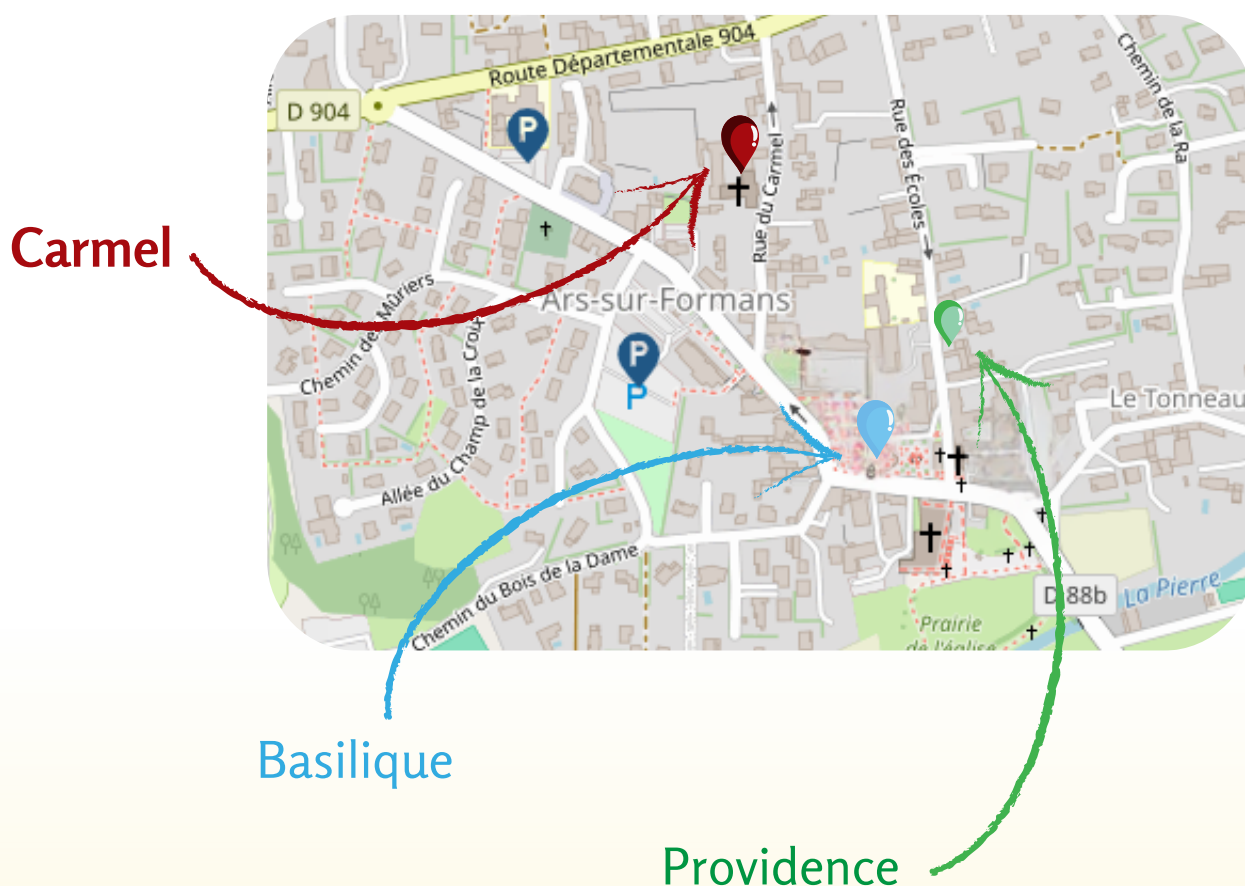 Route Départementale 904
D 904
P
Chemin de la Ra
Rue des Écoles
Rue du Carmel
Carmel
Ars-sur-Formans
Chemin des Mûriers
P
P
Le Tonneau
Allée du Champ de la Croix
Chemin du Bois de la Dame
D 88b
La Pierre
Prairie
de l'église
Basilique
Providence